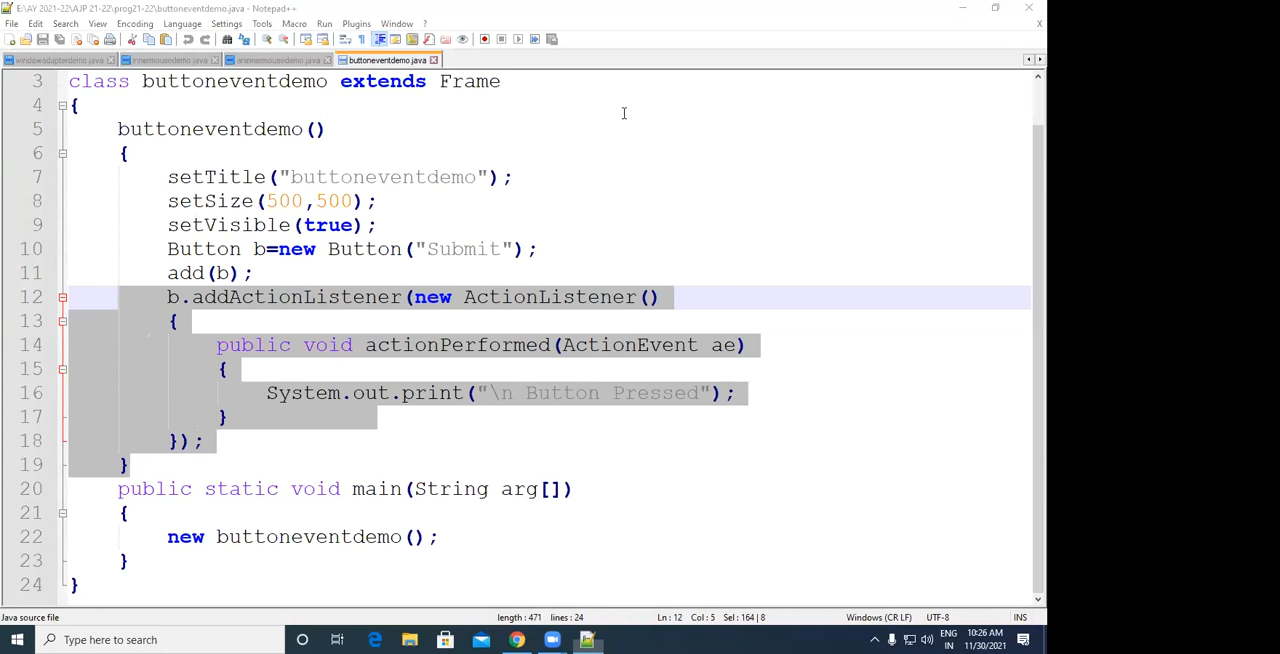 E:\AY 2021-22\AJP 21-22\prog21-22\buttoneventdemo.java - Notepad++
File Edit Search View Encoding Language Settings Tools Macro Run Plugins Window ?
X
windowadapterdemo.java innermousedemo.java buttoneventdemo.java
3 class buttoneventdemo extends Frame
4 {
5 buttoneventdemo()
6 {
7 setTitle("buttoneventdemo");
8 setSize(500,500);
9 setVisible(true);
10 Button b=new Button("Submit");
11 add(b);
12 b.addActionListener(new ActionListener()
13 {
14 public void actionPerformed(ActionEvent ae)
15 {
16 System.out.print("\n Button Pressed");
17 }
18 });
19 }
20 public static void main(String arg[])
21 {
22 new buttoneventdemo();
23 }
24 }
Java source file length : 471 lines : 24 Ln : 12 Col : 5 Sel : 164 | 8 Windows (CR LF) UTF-8 INS
Type here to search
ENG
IN
10:26 AM
11/30/2021